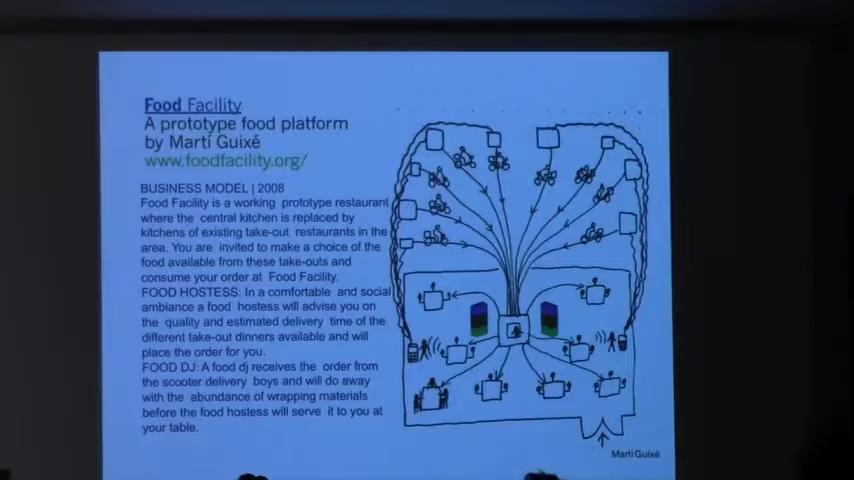 Food Facility
A prototype food platform
by Martí Guixé
www.foodfacility.org/
BUSINESS MODEL | 2008
Food Facility is a working prototype restaurant
where the central kitchen is replaced by
kitchens of existing take-out restaurants in the
area. You are invited to make a choice of the
food available from these take-outs and
consume your order at Food Facility.
FOOD HOSTESS: In a comfortable and social
ambiance a food hostess will advise you on
the quality and estimated delivery time of the
different take-out dinners available and will
place the order for you.
FOOD DJ: A food dj receives the order from
the scooter delivery boys and will do away
with the abundance of wrapping materials
before the food hostess will serve it to you at
your table.
Martí Guixé